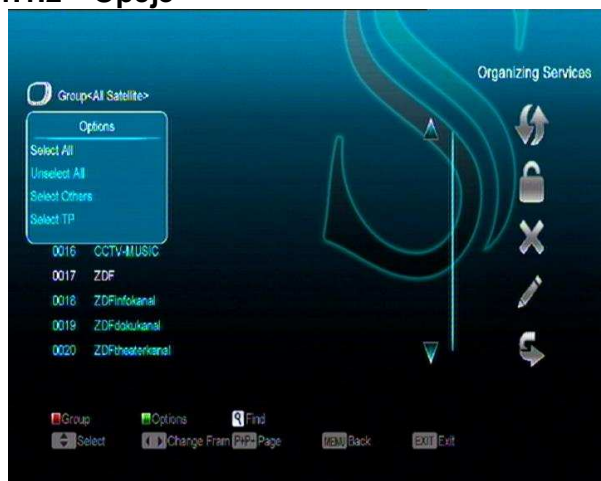 Organizing Services
Group<All Satellite>
Options
Select All
Unselect All
Select Others
Select TP
0016 CCTV-MUSIC
0017 ZDF
0018 ZDFinfokanal
0019 ZDFdokukanal
0020 ZDFtheaterkanal
Group Options Find
Select Change Fram P+P- Page MENU Back EXIT Exit